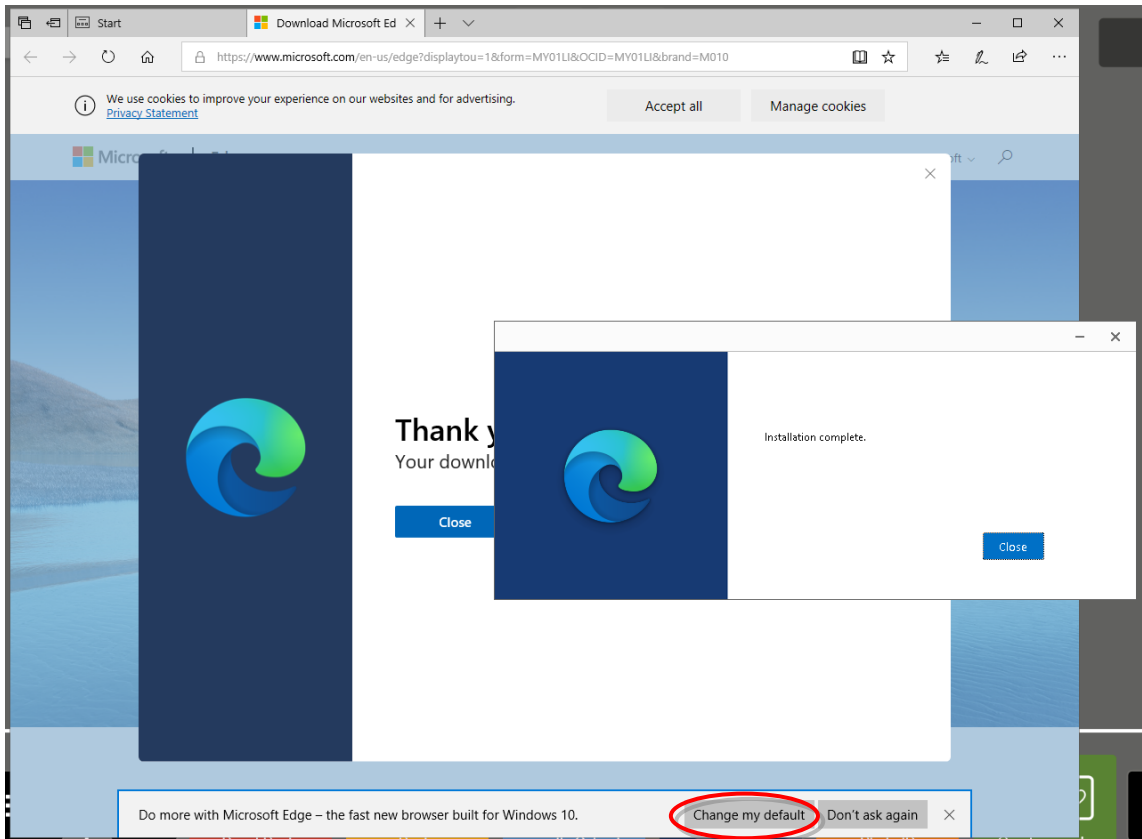 Start
Download Microsoft Ed
https://www.microsoft.com/en-us/edge?displaytou=1&form=MY01LI&OCID=MY01LI&brand=M010
We use cookies to improve your experience on our websites and for advertising.
Privacy Statement
Accept all
Manage cookies
Micro
oft
Thank y
Your downlo
Close
Installation complete.
Close
Do more with Microsoft Edge – the fast new browser built for Windows 10.
Change my default
Don't ask again